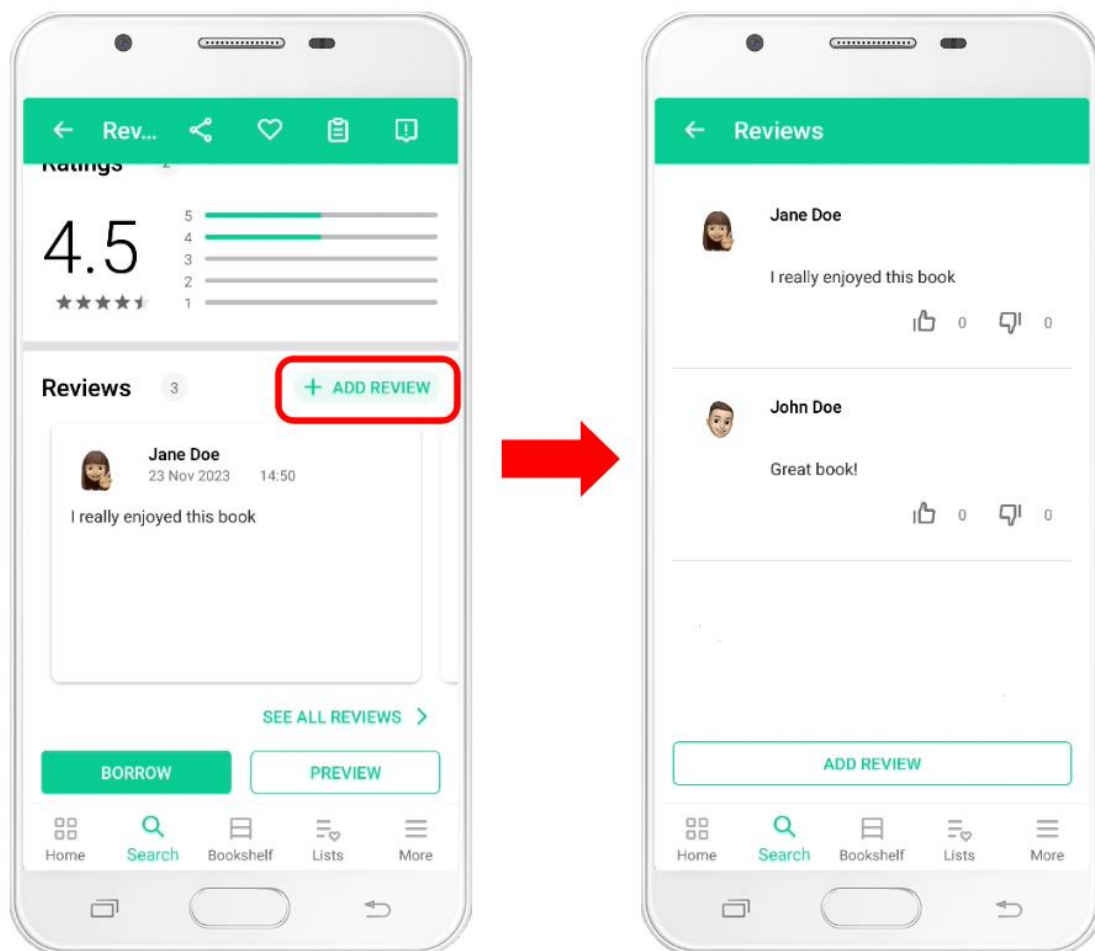 Rev...
Ratings 2
4.5
5
4
3
2
1
Reviews 3
+ ADD REVIEW
Jane Doe
23 Nov 2023 14:50
I really enjoyed this book
SEE ALL REVIEWS
BORROW
PREVIEW
Home Search Bookshelf Lists More
Reviews
Jane Doe
I really enjoyed this book
0 0
John Doe
Great book!
0 0
ADD REVIEW
Home Search Bookshelf Lists More